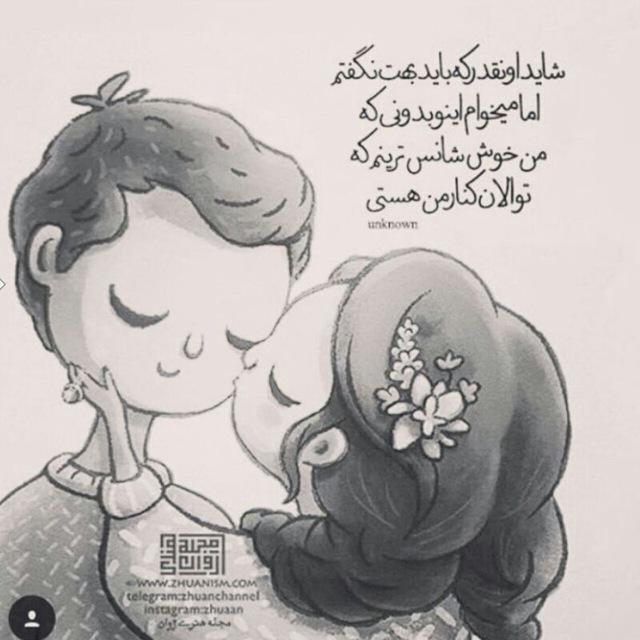 شاید اونقدر که باید بهت نگفتم
اما میخوام اینو بدونی که
من خوش شانس ترینم که
تو الان کنار من هستی
unknown
WWW.ZHUANISM.COM
telegram:zhuanchannel
instagram:zhuaan
مجله هنری ژوان